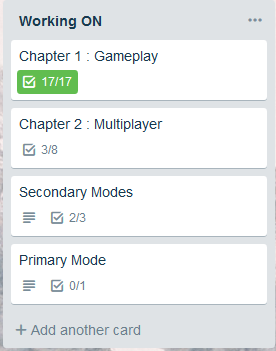 Working ON
Chapter 1 : Gameplay
17/17
Chapter 2 : Multiplayer
3/8
Secondary Modes
2/3
Primary Mode
0/1
+ Add another card